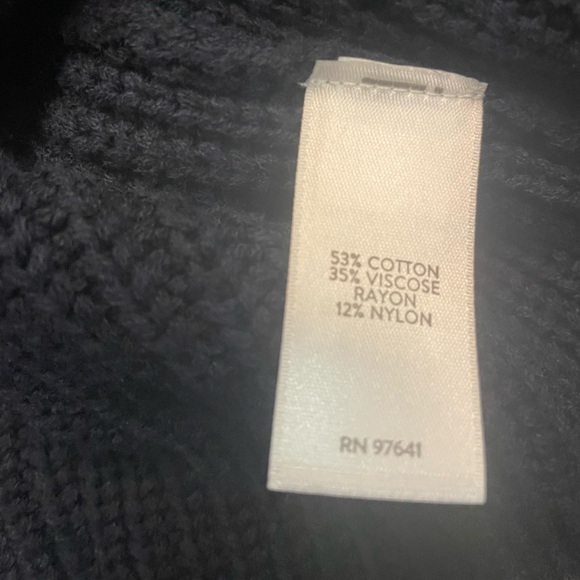 53% COTTON
35% VISCOSE
RAYON
12% NYLON
RN 97641